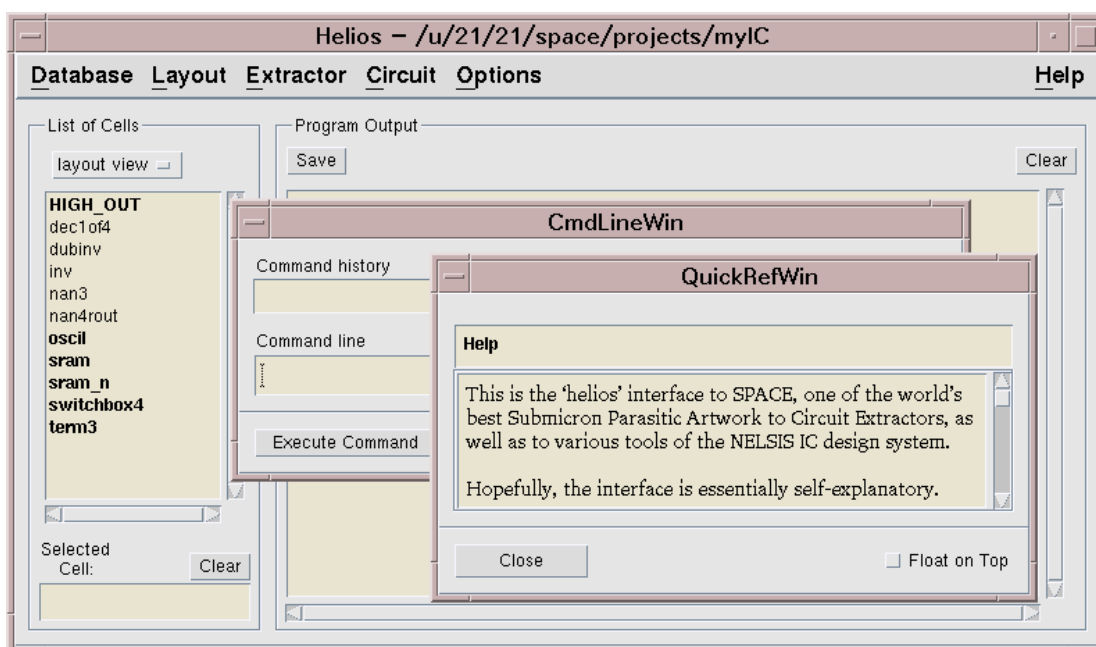 Helios – /u/21/21/space/projects/myIC
Database Layout Extractor Circuit Options Help
List of Cells
layout view
HIGH_OUT
dec1of4
dubinv
inv
nan3
nan4rout
oscil
sram
sram_n
switchbox4
term3
Selected
Cell:
Clear
Program Output
Save
Clear
CmdLineWin
Command history
Command line
Execute Command
QuickRefWin
Help
This is the ‘helios’ interface to SPACE, one of the world’s
best Submicron Parasitic Artwork to Circuit Extractors, as
well as to various tools of the NELSIS IC design system.
Hopefully, the interface is essentially self-explanatory.
Close
Float on Top